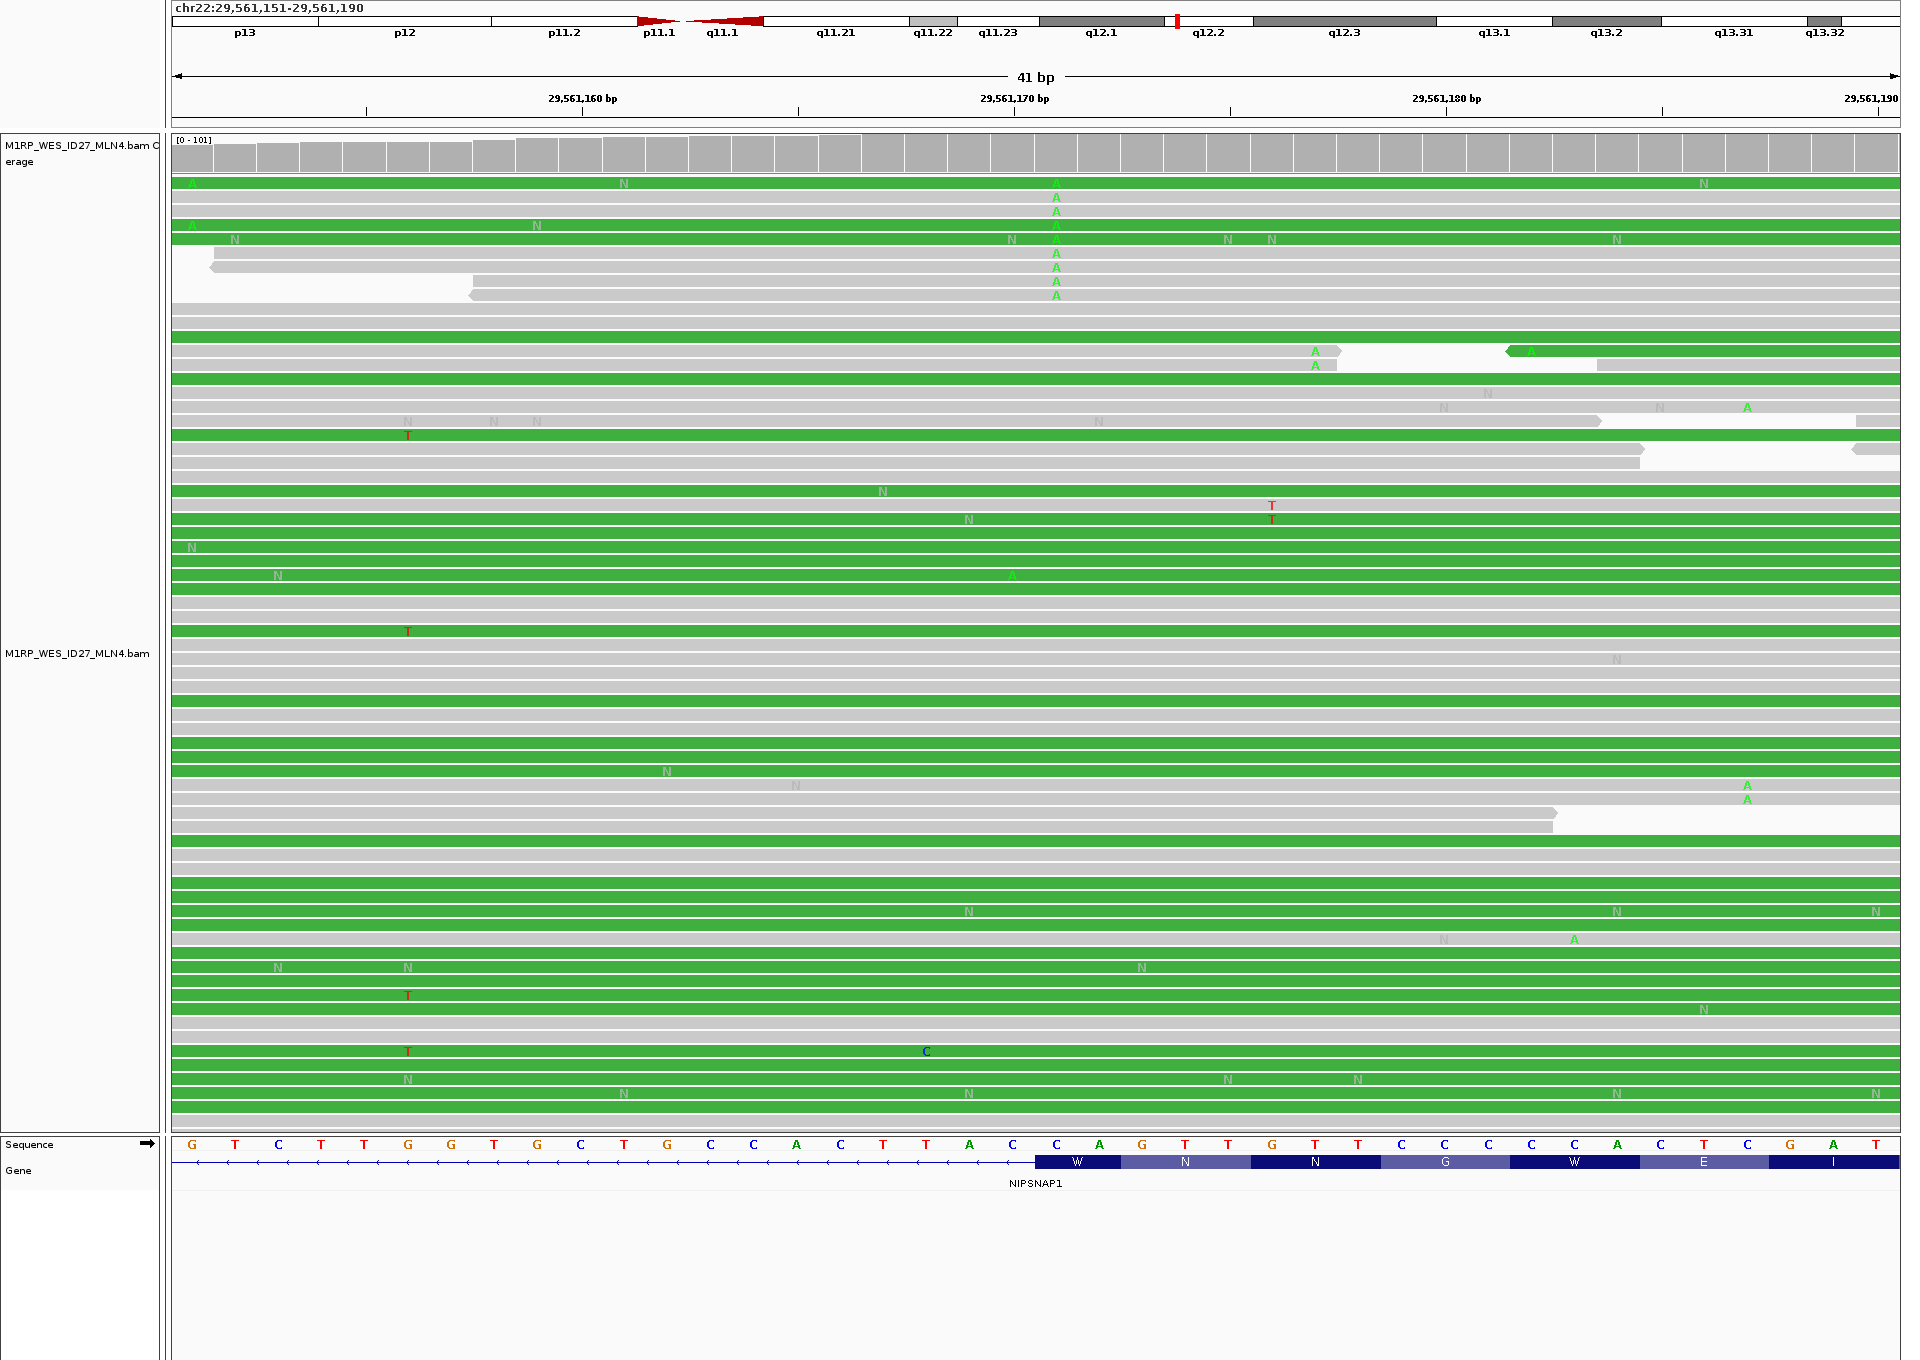 chr22:29,561,151-29,561,190
p13 p12 p11.2 p11.1 q11.1 q11.21 q11.22 q11.23 q12.1 q12.2 q12.3 q13.1 q13.2 q13.31 q13.32
41 bp
29,561,160 bp 29,561,170 bp 29,561,180 bp 29,561,190
M1RP_WES_ID27_MLN4.bam C
erage
[0 - 101]
A N A N
A
A
A N A
N N A N N N
A
A
A
A
A A
A
N
N N A
N N N N
T
N
T
N T
N
N A
T
N
N
N A
A
N N N
N A
N N N
T
N
T C
N N N
N N N N
M1RP_WES_ID27_MLN4.bam
Sequence
G T C T T G G T G C T G C C A C T T A C C A G T T G T T C C C C C A C T C G A T
Gene
W N N G W E I
NIPSNAP1